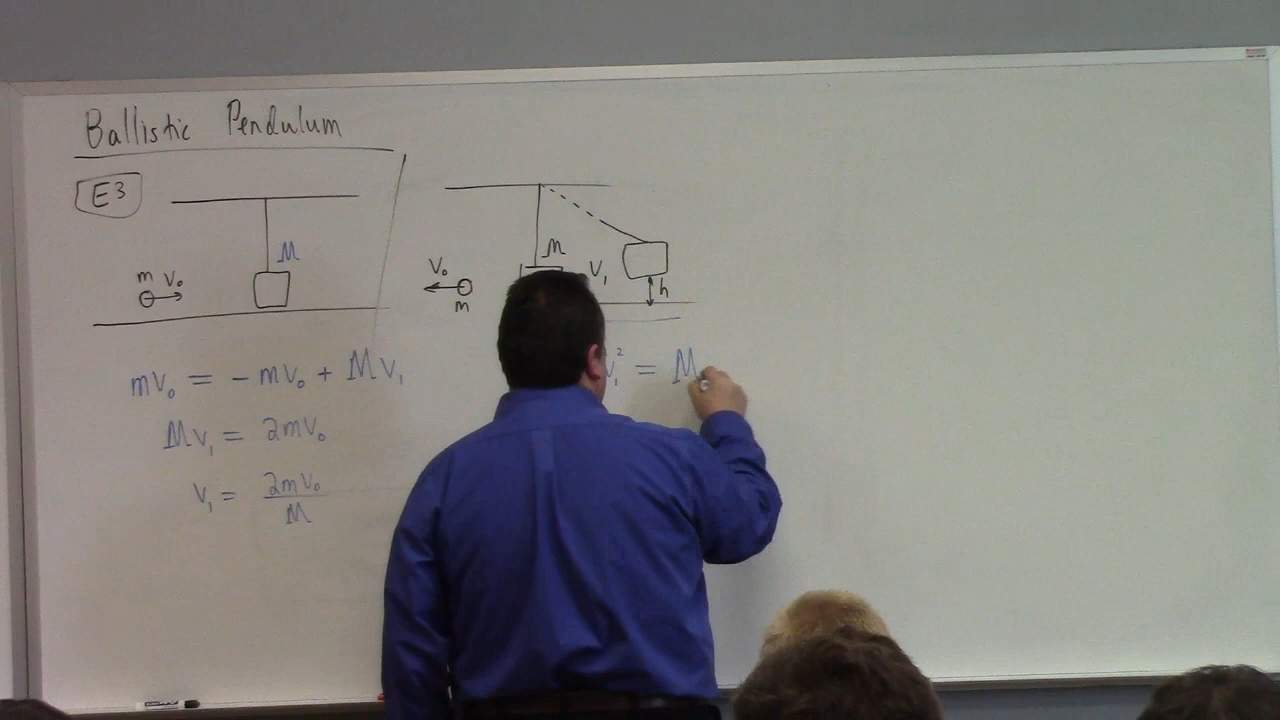 Ballistic Pendulum
E3
M
m v₀
M
v₀
m
v₁
h
mv₀ = - mv₀ + Mv₁
Mv₁ = 2mv₀
v₁ = 2mv₀ / M
v₁² = M